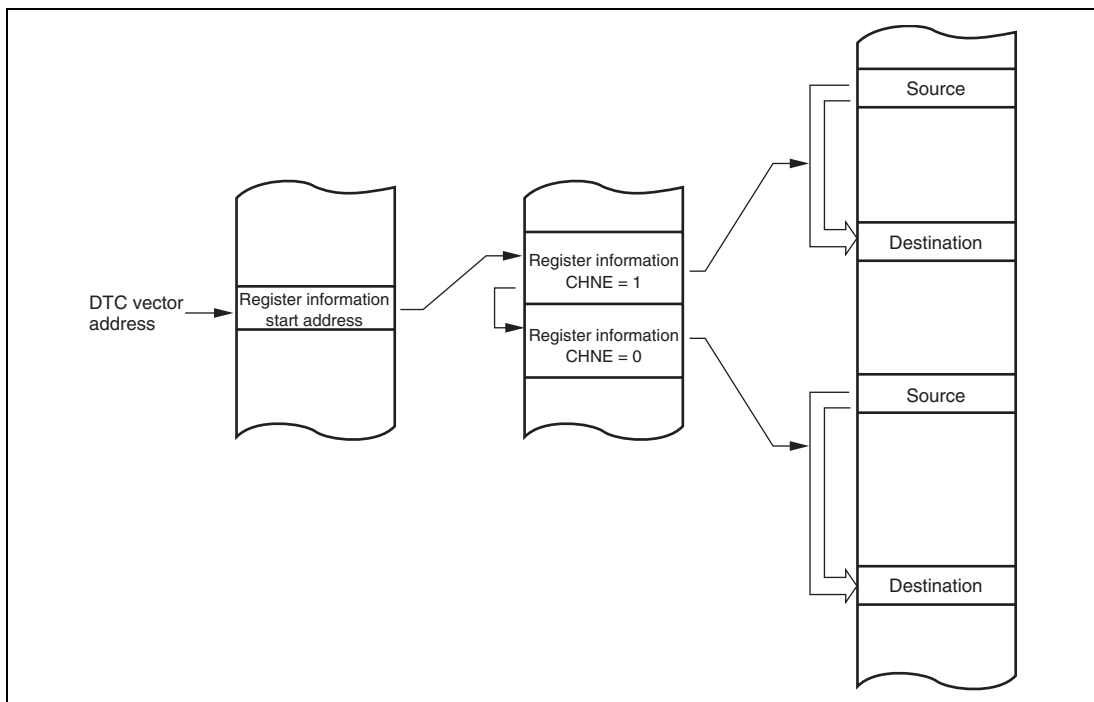 DTC vector
address
Register information
start address
Register information
CHNE = 1
Register information
CHNE = 0
Source
Destination
Source
Destination